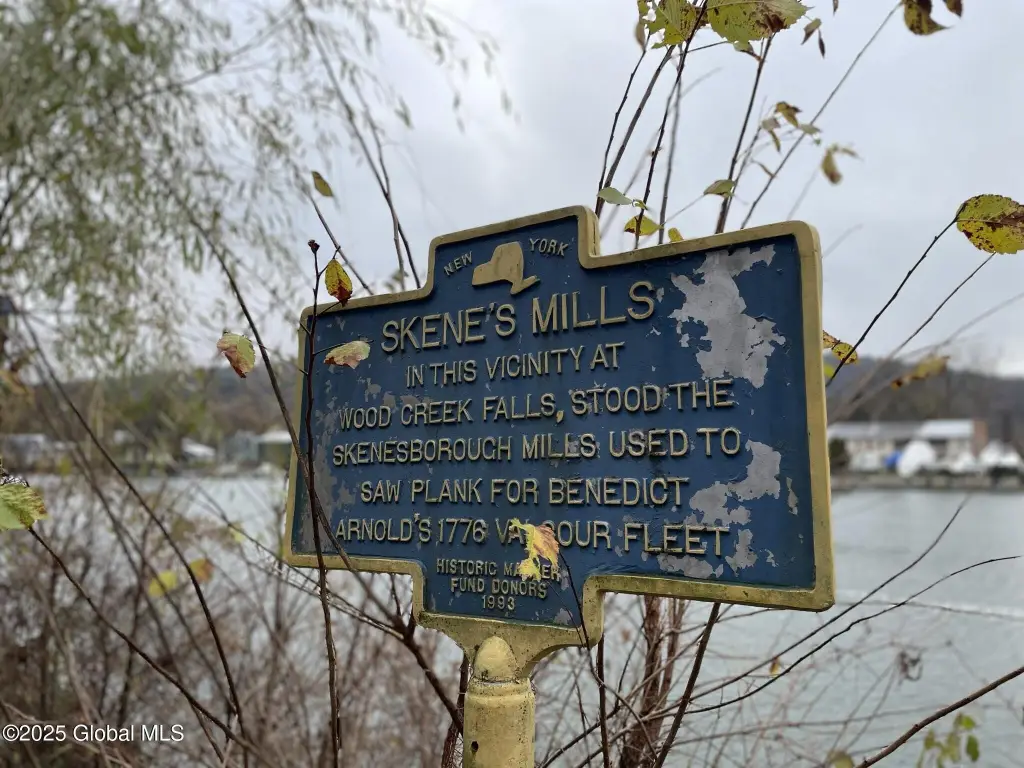 NEW YORK
SKENE'S MILLS
IN THIS VICINITY AT
WOOD CREEK FALLS, STOOD THE
SKENESBOROUGH MILLS USED TO
SAW PLANK FOR BENEDICT
ARNOLD'S 1776 FLEET
HISTORIC
FUND DONORS
1993
©2025 Global MLS